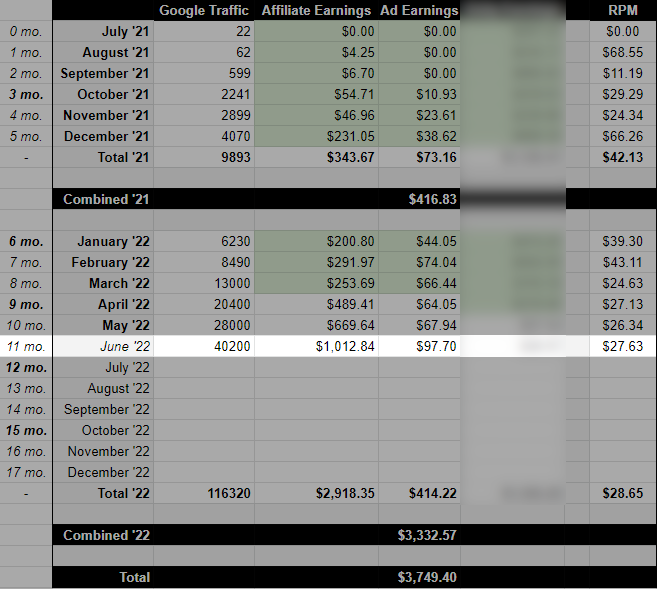 Google Traffic Affiliate Earnings Ad Earnings RPM
0 mo. July '21 22 $0.00 $0.00 $0.00
1 mo. August '21 62 $4.25 $0.00 $68.55
2 mo. September '21 599 $6.70 $0.00 $11.19
3 mo. October '21 2241 $54.71 $10.93 $29.29
4 mo. November '21 2899 $46.96 $23.61 $24.34
5 mo. December '21 4070 $231.05 $38.62 $66.26
- Total '21 9893 $343.67 $73.16 $42.13
Combined '21 $416.83
6 mo. January '22 6230 $200.80 $44.05 $39.30
7 mo. February '22 8490 $291.97 $74.04 $43.11
8 mo. March '22 13000 $253.69 $66.44 $24.63
9 mo. April '22 20400 $489.41 $64.05 $27.13
10 mo. May '22 28000 $669.64 $67.94 $26.34
11 mo. June '22 40200 $1,012.84 $97.70 $27.63
12 mo. July '22
13 mo. August '22
14 mo. September '22
15 mo. October '22
16 mo. November '22
17 mo. December '22
- Total '22 116320 $2,918.35 $414.22 $28.65
Combined '22 $3,332.57
Total $3,749.40